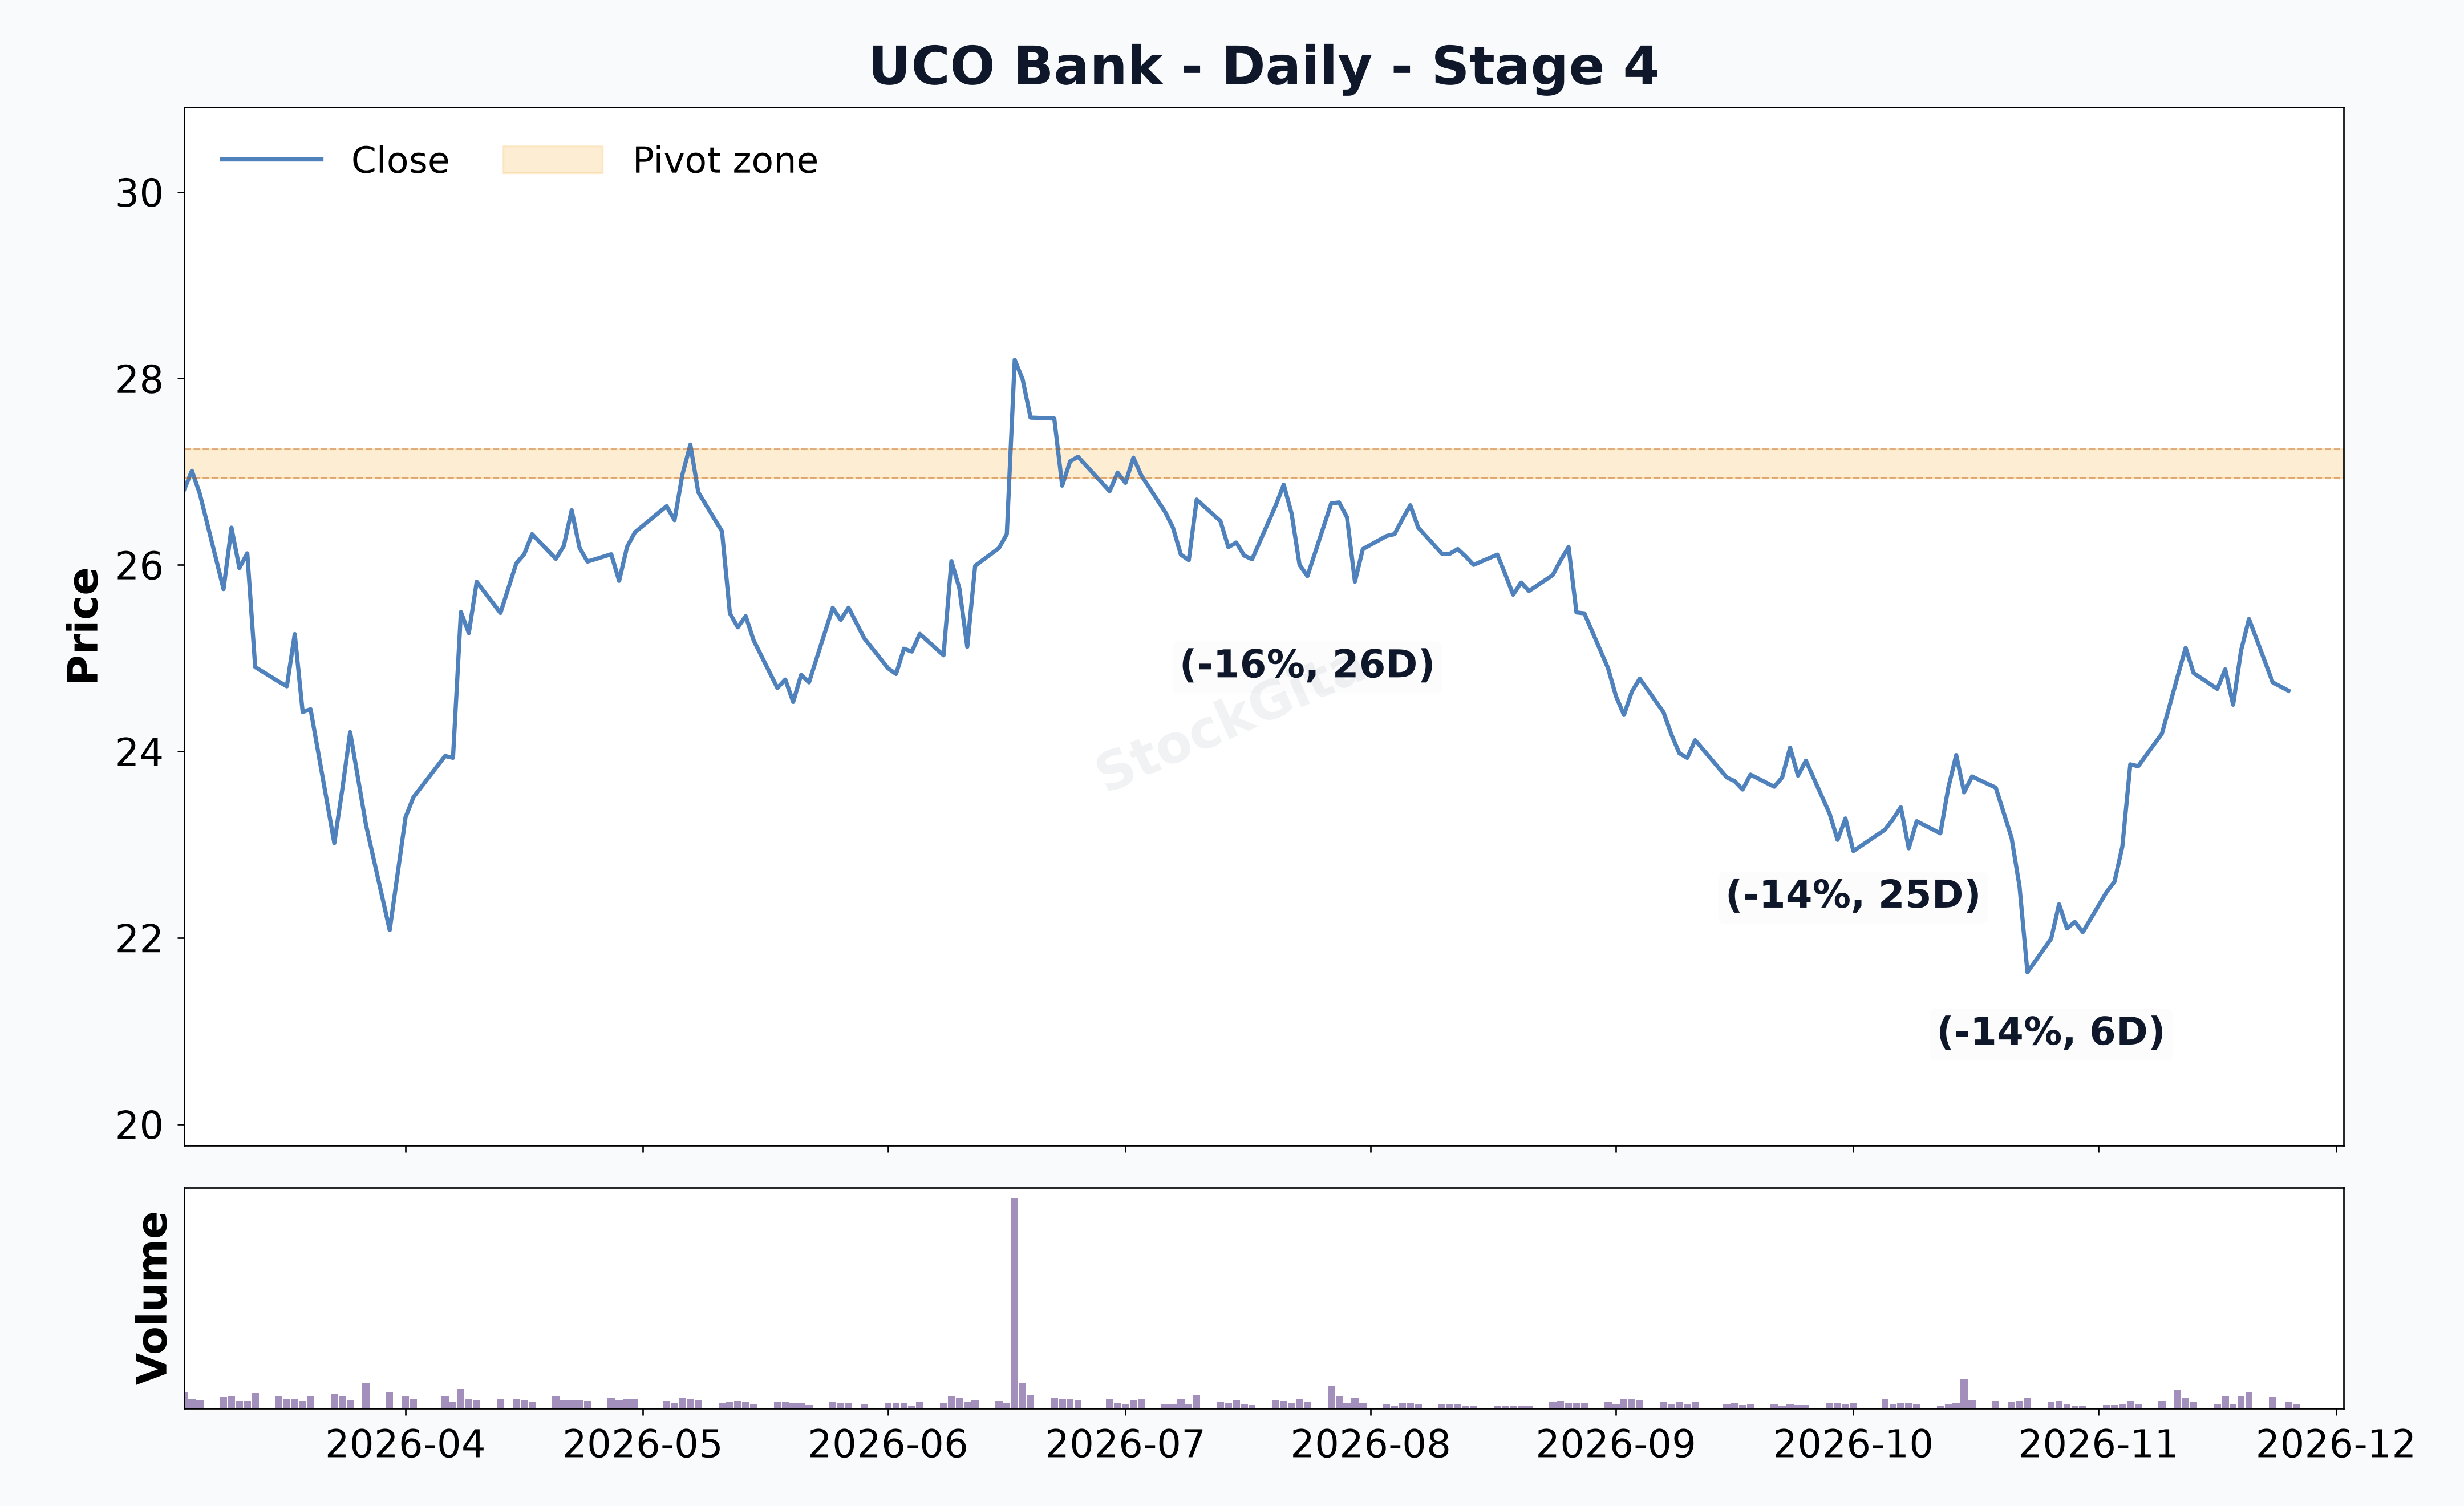 UCO Bank - Daily - Stage 4
Close
Pivot zone
30
28
26
24
22
20
Price
(-16%, 26D)
(-14%, 25D)
(-14%, 6D)
Volume
2026-04
2026-05
2026-06
2026-07
2026-08
2026-09
2026-10
2026-11
2026-12